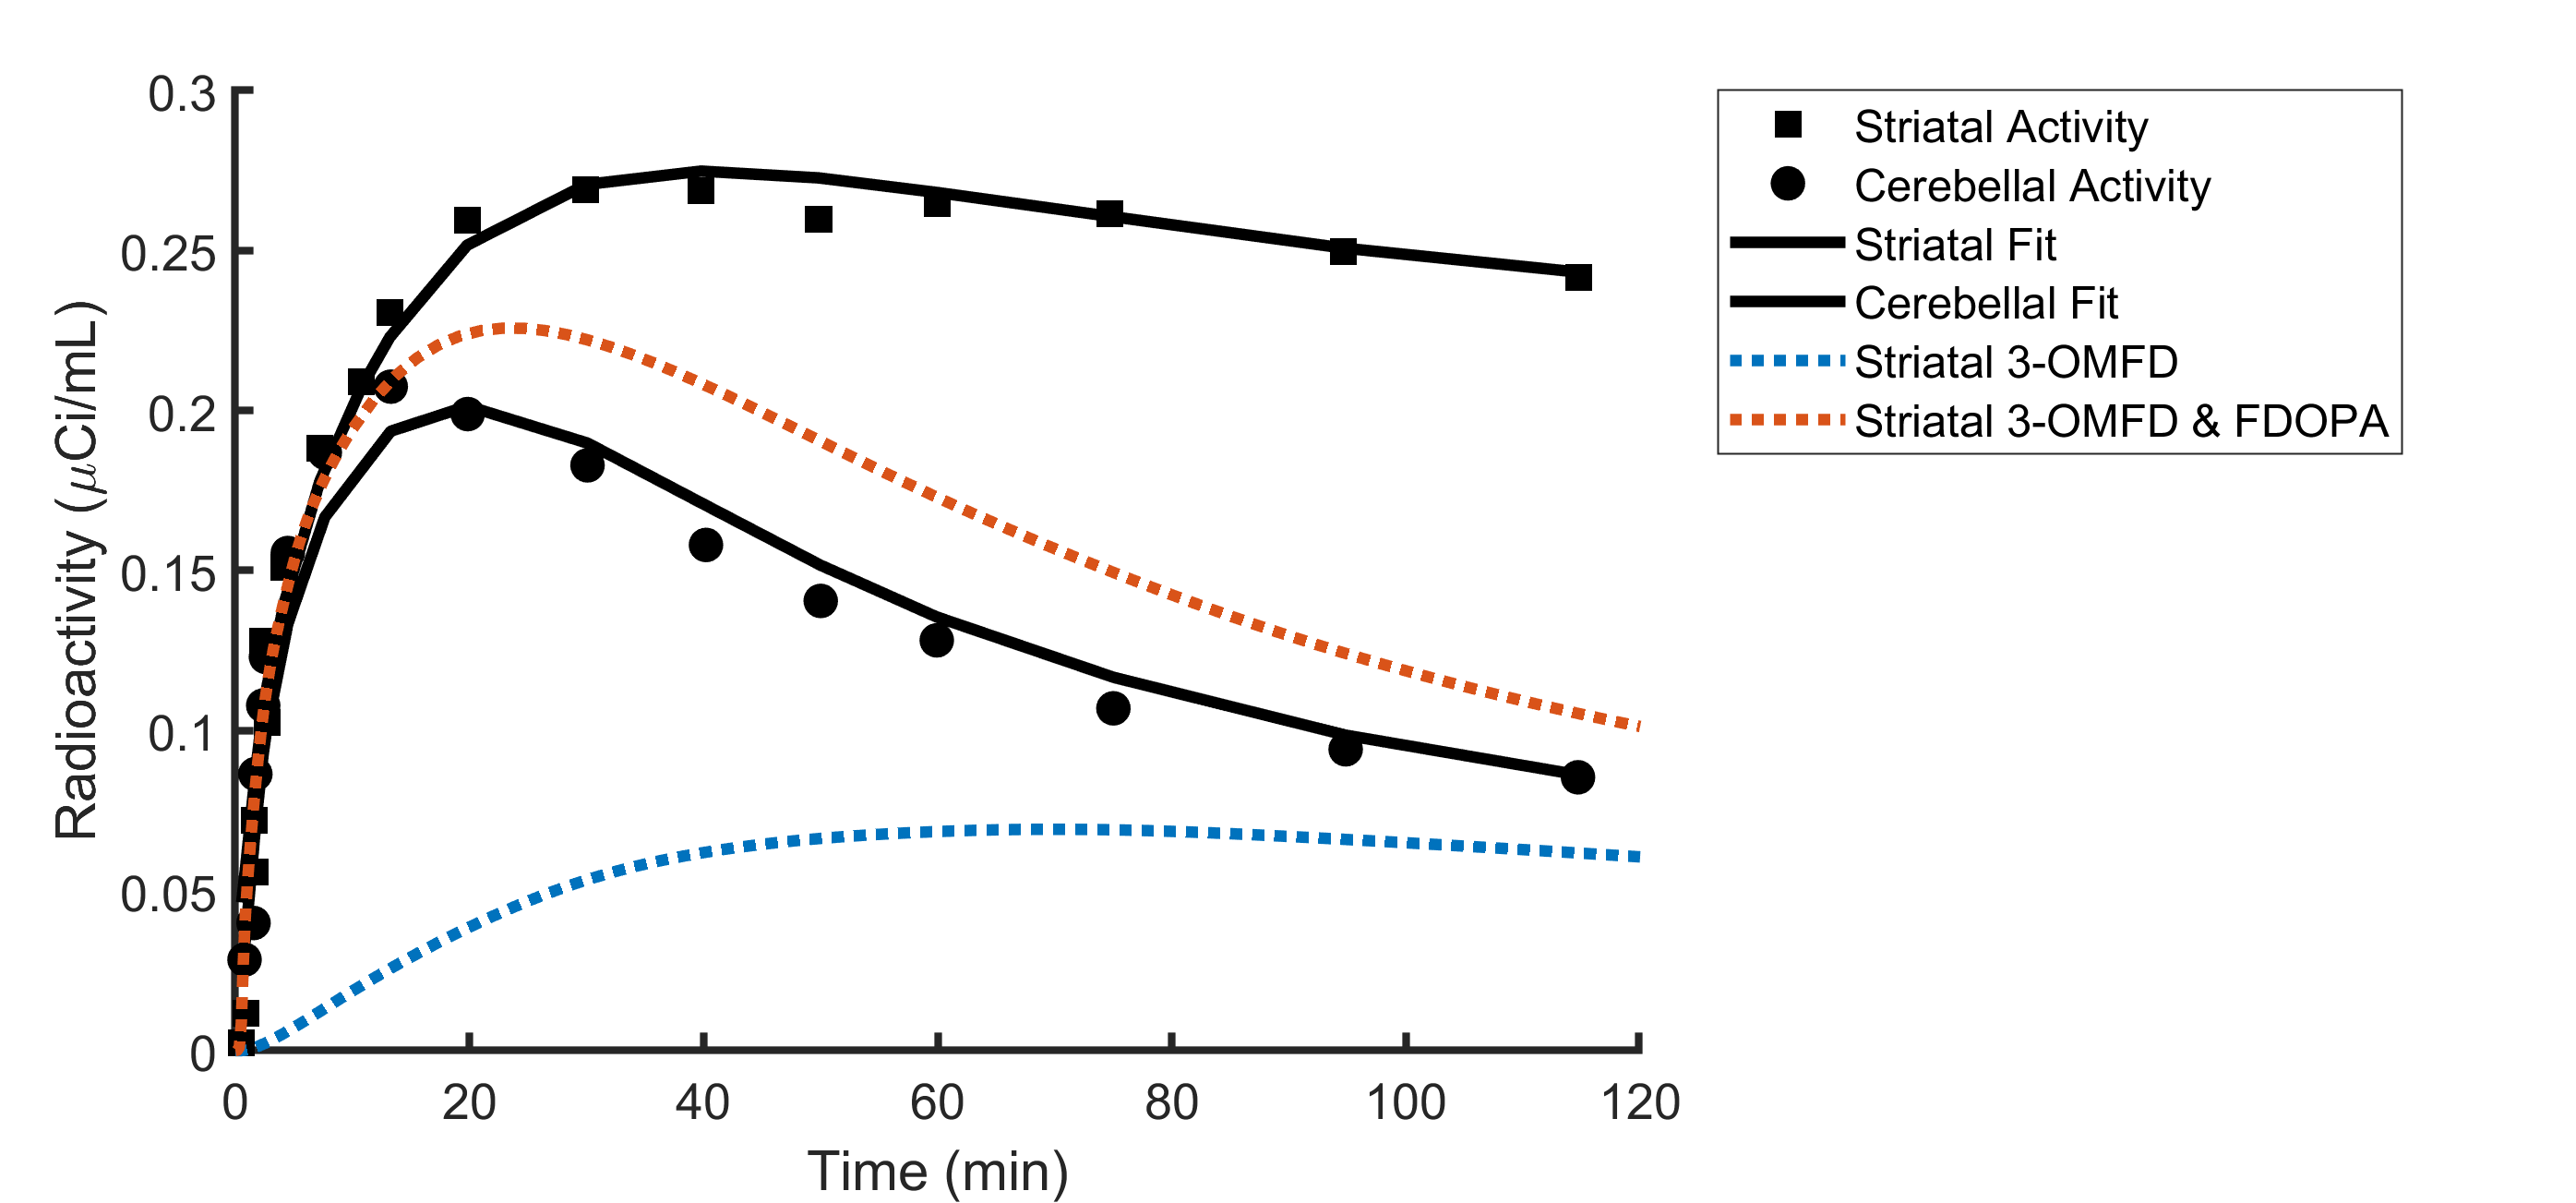 0.3
0.25
0.2
0.15
0.1
0.05
0
0 20 40 60 80 100 120
Radioactivity (μCi/mL)
Time (min)
Striatal Activity
Cerebellal Activity
Striatal Fit
Cerebellal Fit
Striatal 3-OMFD
Striatal 3-OMFD & FDOPA